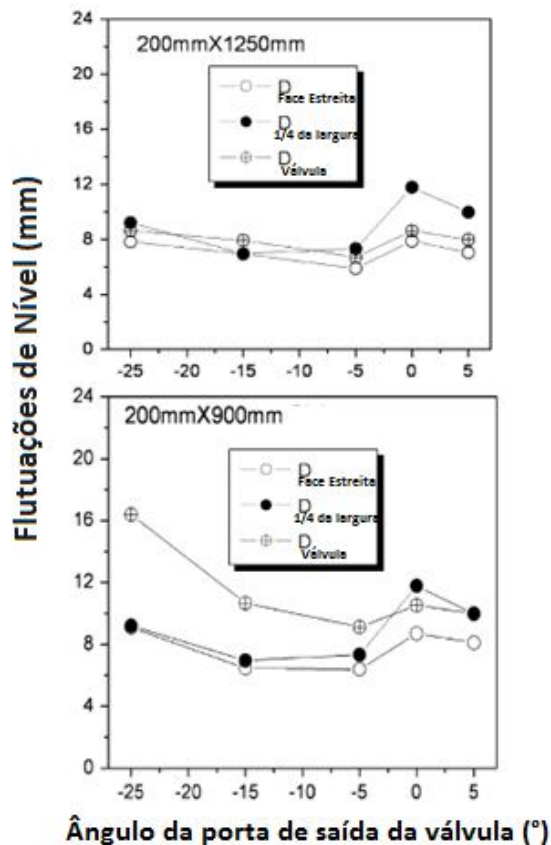 Flutuações de Nível (mm)
200mmX1250mm
D Face Estreita
D 1/4 da largura
D Válvula
24
20
16
12
8
4
0
-25 -15 -10 -5 0 5
200mmX900mm
D Face Estreita
D 1/4 da largura
D Válvula
24
20
16
12
8
4
0
-25 -20 -15 -10 -5 0 5
Ângulo da porta de saída da válvula (°)